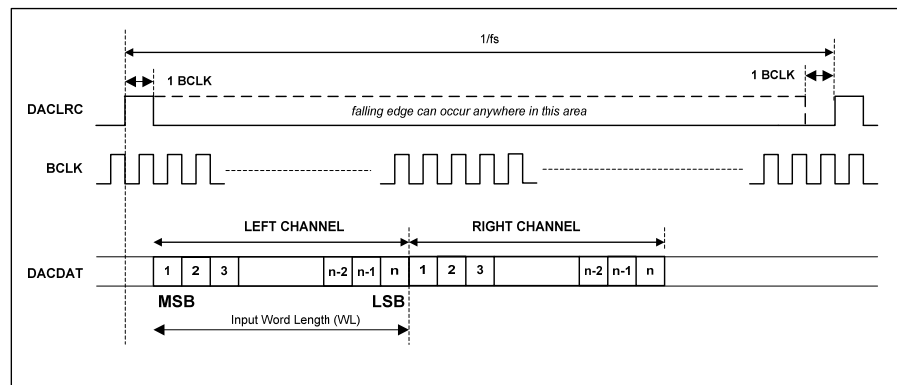 1/fs
1 BCLK
1 BCLK
DACLRC
falling edge can occur anywhere in this area
BCLK
LEFT CHANNEL
RIGHT CHANNEL
DACDAT
1 2 3 n-2 n-1 n 1 2 3 n-2 n-1 n
MSB
LSB
Input Word Length (WL)